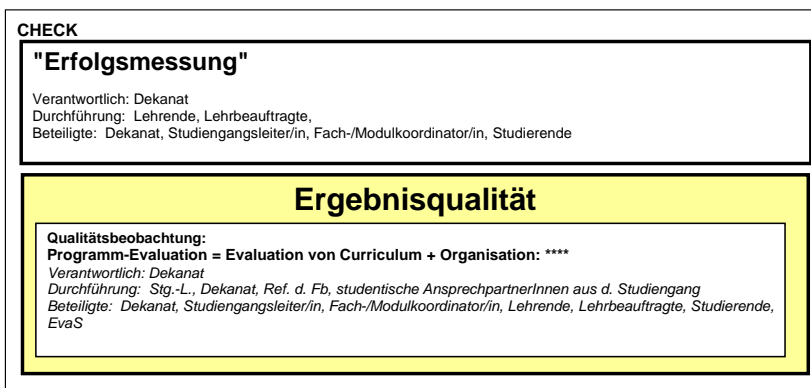 CHECK
"Erfolgsmessung"
Verantwortlich: Dekanat
Durchführung: Lehrende, Lehrbeauftragte,
Beteiligte: Dekanat, Studiengangsleiter/in, Fach-/Modulkoordinator/in, Studierende
Ergebnisqualität
Qualitätsbeobachtung:
Programm-Evaluation = Evaluation von Curriculum + Organisation: ****
Verantwortlich: Dekanat
Durchführung: Stg.-L., Dekanat, Ref. d. Fb, studentische AnsprechpartnerInnen aus d. Studiengang
Beteiligte: Dekanat, Studiengangsleiter/in, Fach-/Modulkoordinator/in, Lehrende, Lehrbeauftragte, Studierende,
EvaS